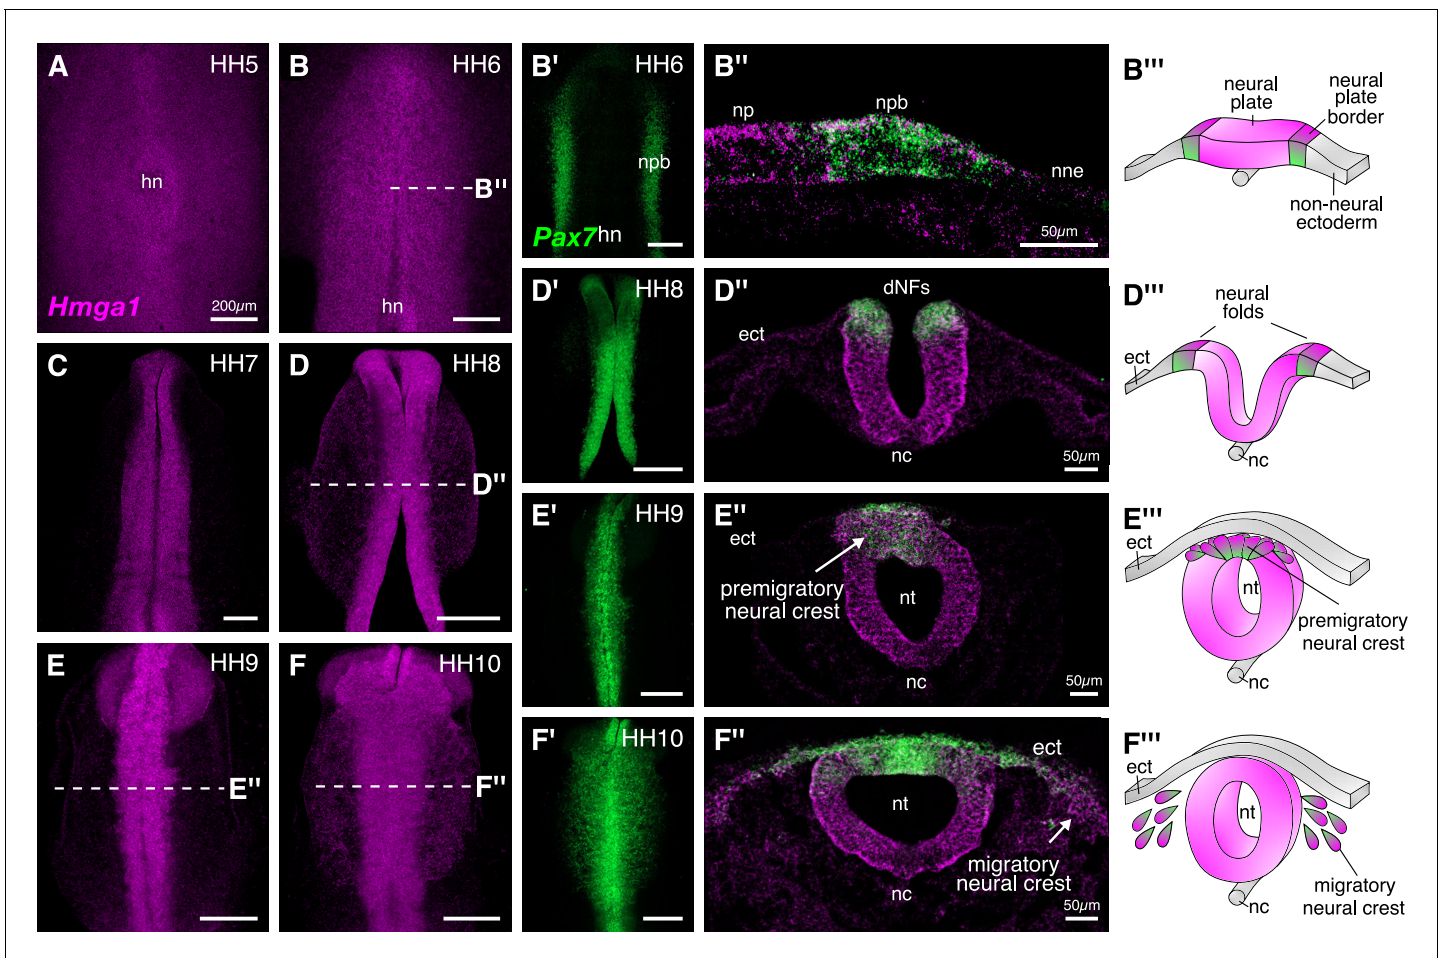 A HH5
hn
Hmga1 200µm
B HH6
B"
hn
B' HH6
npb
Pax7 hn
B"
np npb
nne
50µm
B'''
neural
plate
neural
plate
border
non-neural
ectoderm
C HH7
D HH8
D"
D' HH8
D"
dNFs
ect
nc
50µm
D'''
neural
folds
ect
nc
E HH9
E"
E' HH9
E"
ect
premigratory
neural crest
nt
nc
50µm
E'''
ect
nt
premigratory
neural crest
nc
F HH10
F"
F' HH10
F"
ect
nt
migratory
neural crest
nc
50µm
F'''
ect
nt
migratory
neural crest
nc